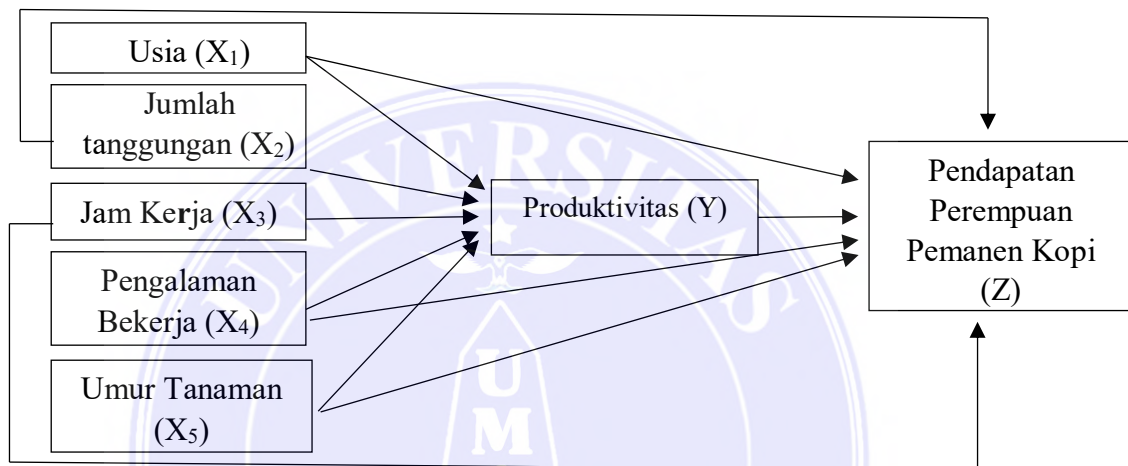 Usia (X₁)
Jumlah
tanggungan (X₂)
Jam Kerja (X₃)
Pengalaman
Bekerja (X₄)
Umur Tanaman
(X₅)
Produktivitas (Y)
Pendapatan
Perempuan
Pemanen Kopi
(Z)
UNIVERSITAS
U
M